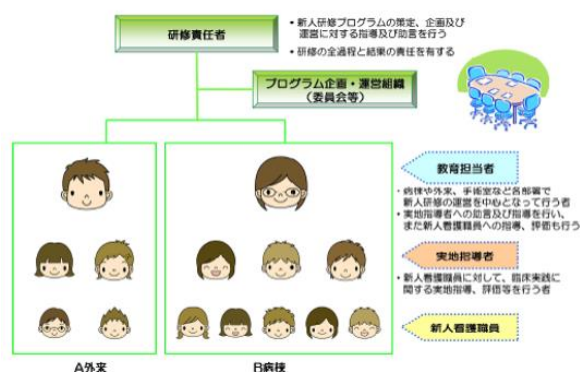 研修責任者
・新人研修プログラムの策定、企画及び
運営に対する指導及び助言を行う
・研修の全過程と結果の責任を有する
プログラム企画・運営組織
（委員会等）
教育担当者
・病棟や外来、手術室など各部署で
新人研修の運営を中心となって行う者
・実地指導者への助言及び指導を行い、
また新人看護職員への指導、評価も行う
実地指導者
・新人看護職員に対して、臨床実践に
関する実地指導、評価等を行う者
新人看護職員
A外来
B病棟